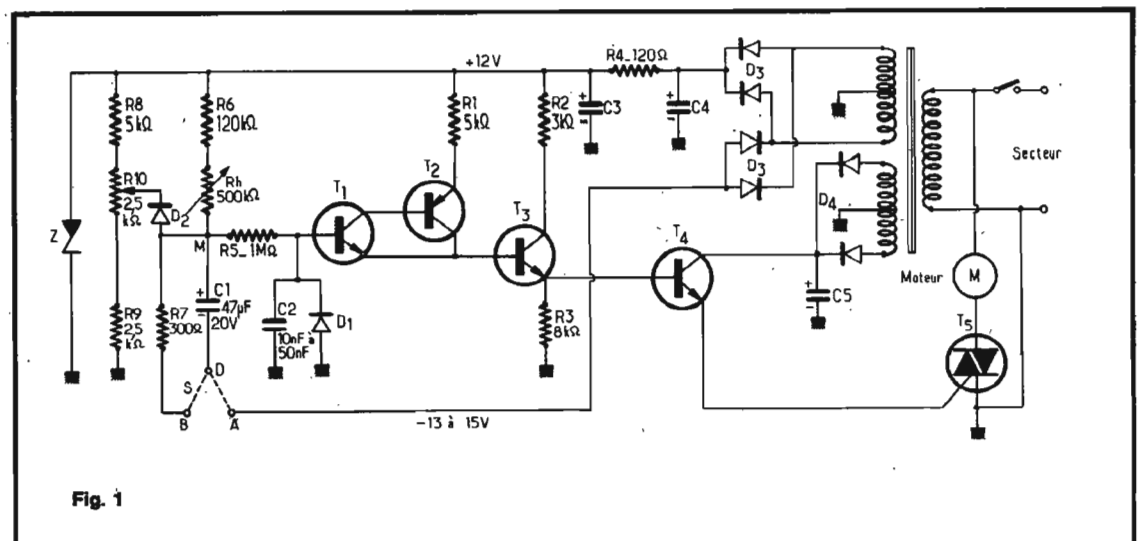 +12V
R4_120Ω
D3
R8
5kΩ
R6
120kΩ
R1
5kΩ
R2
3kΩ
C3
C4
+
-
+
-
Secteur
R10
2,5
kΩ
D2
Rh
500kΩ
T1
T2
D3
D4
Z
M
R5_1MΩ
T3
T4
Moteur
M
C1
+
-
47µF
20V
C2
10nF à
50nF
D1
R3
8kΩ
+
-
C5
T5
R9
2,5
kΩ
R7
300Ω
D
S
B
A
-13 à 15V
Fig. 1